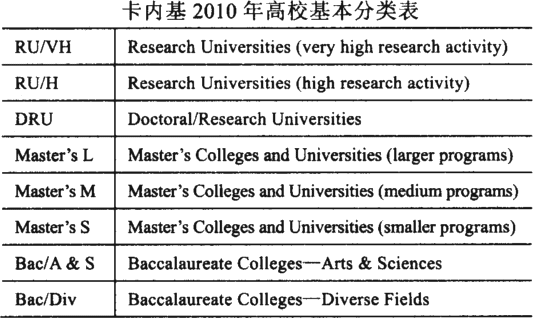 卡内基 2010 年高校基本分类表
RU/VH Research Universities (very high research activity)
RU/H Research Universities (high research activity)
DRU Doctoral/Research Universities
Master's L Master's Colleges and Universities (larger programs)
Master's M Master's Colleges and Universities (medium programs)
Master's S Master's Colleges and Universities (smaller programs)
Bac/A & S Baccalaureate Colleges—Arts & Sciences
Bac/Div Baccalaureate Colleges—Diverse Fields